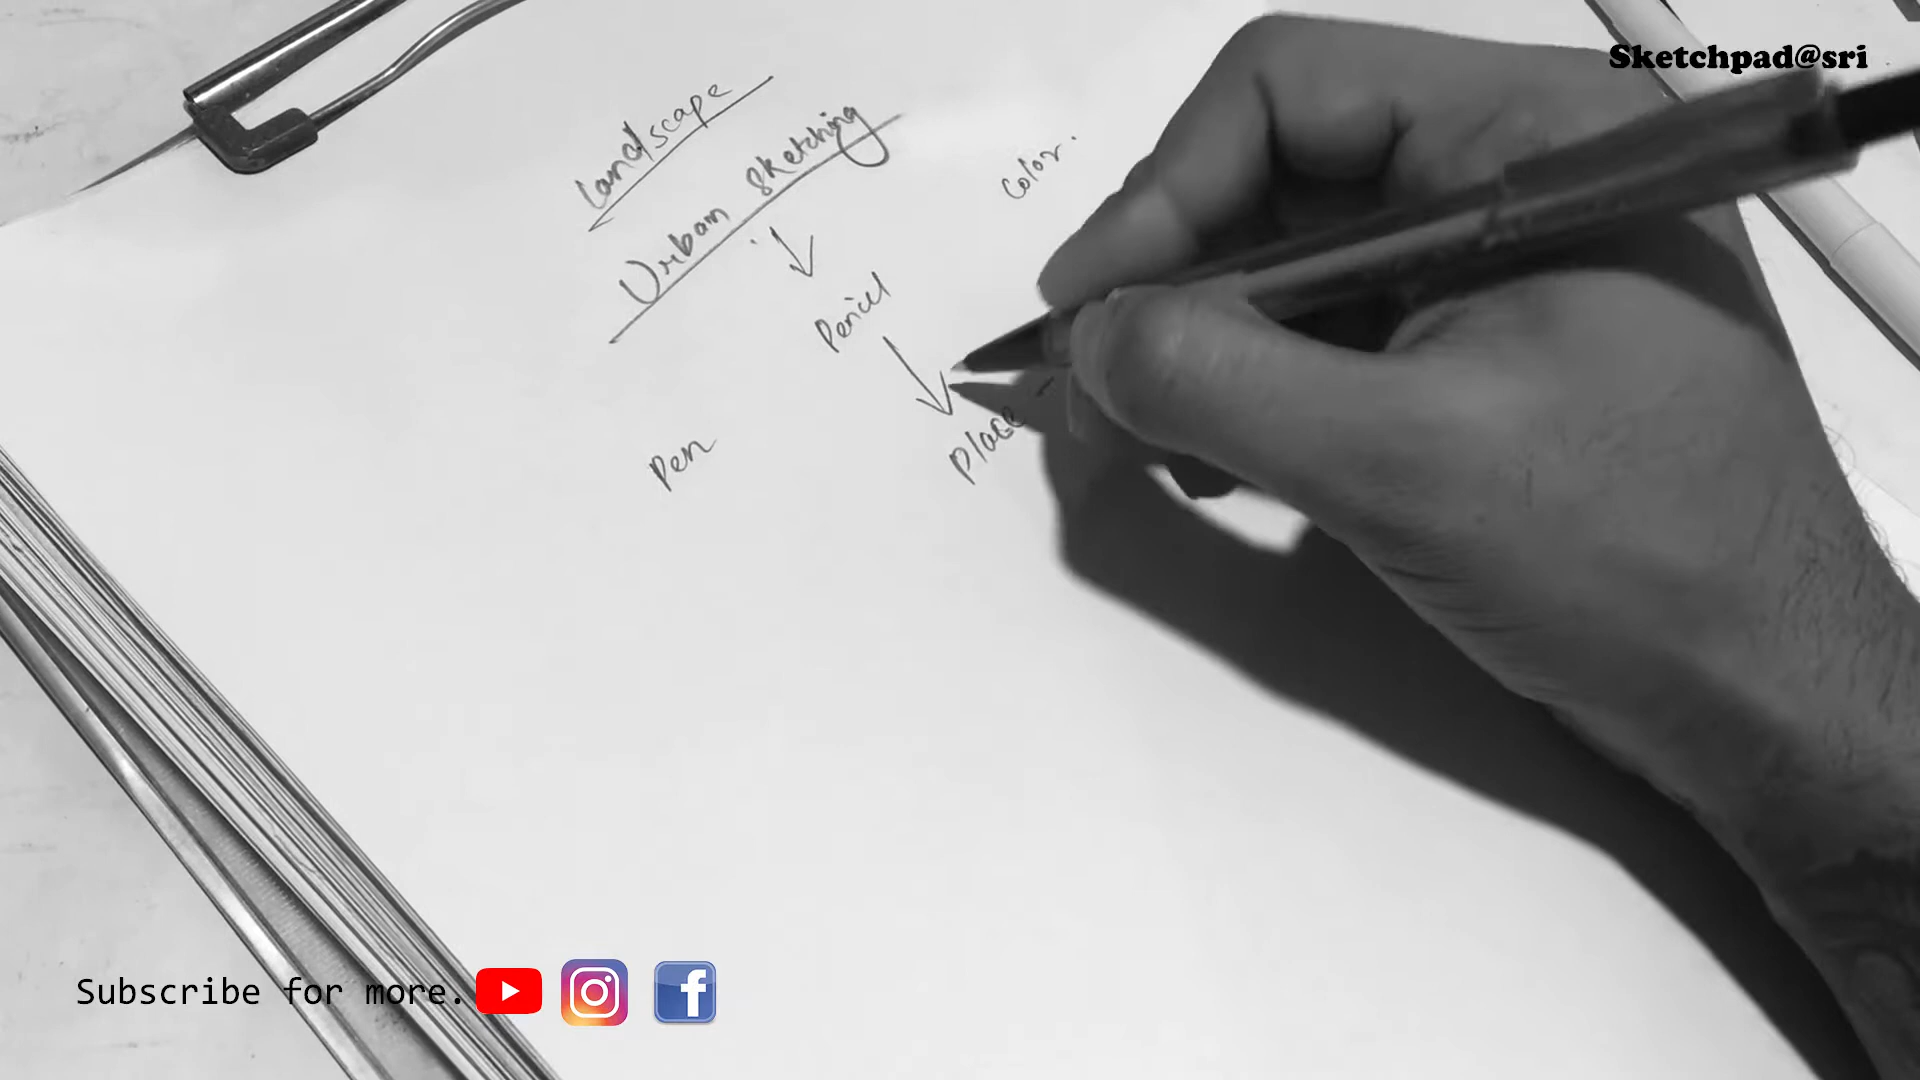 Sketchpad@sri
Landscape
Urban Sketching
Color.
Pencil
Place -
Pen
Subscribe for more.